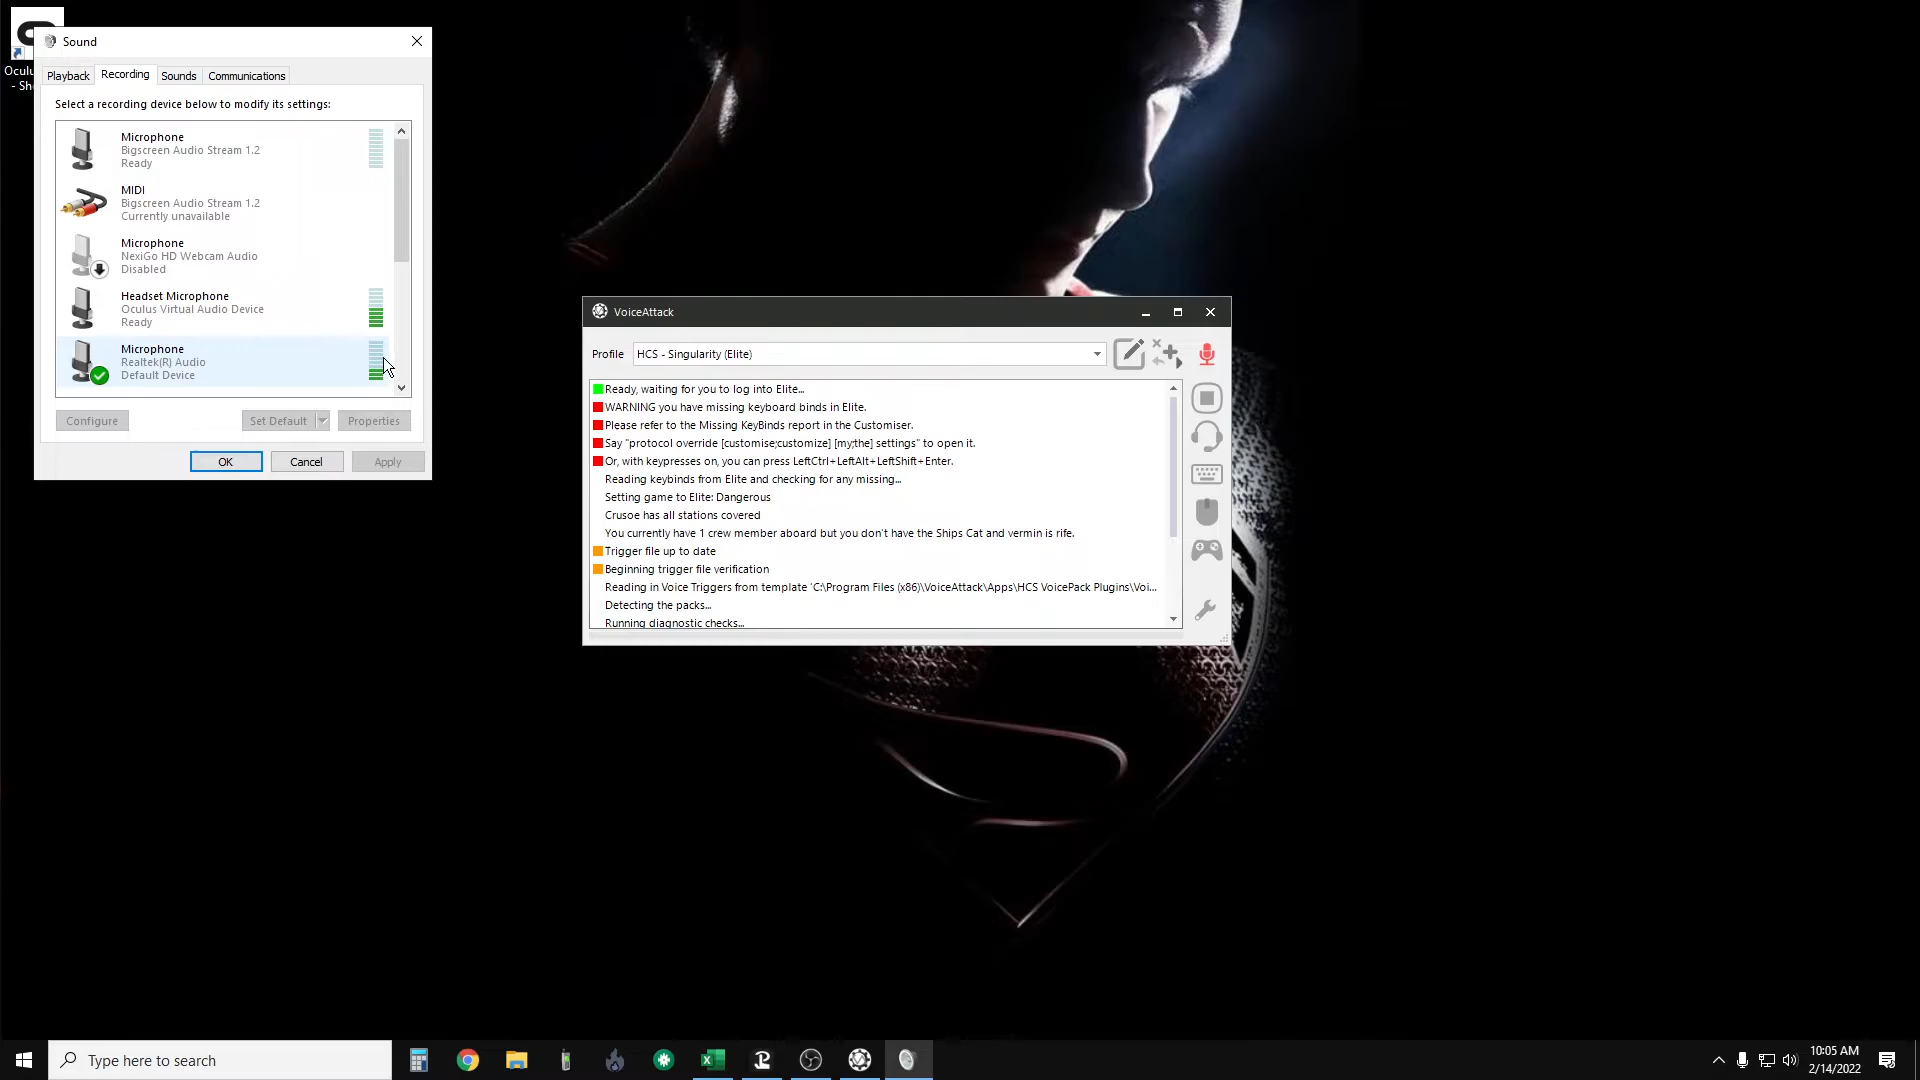 Ocul
- Sh
Sound
Playback
Recording
Sounds
Communications
Select a recording device below to modify its settings:
Microphone
Bigscreen Audio Stream 1.2
Ready
MIDI
Bigscreen Audio Stream 1.2
Currently unavailable
Microphone
NexiGo HD Webcam Audio
Disabled
Headset Microphone
Oculus Virtual Audio Device
Ready
Microphone
Realtek(R) Audio
Default Device
Configure
Set Default
Properties
OK
Cancel
Apply
VoiceAttack
Profile
HCS - Singularity (Elite)
Ready, waiting for you to log into Elite...
WARNING you have missing keyboard binds in Elite.
Please refer to the Missing KeyBinds report in the Customiser.
Say "protocol override [customise;customize] [my;the] settings" to open it.
Or, with keypresses on, you can press LeftCtrl+LeftAlt+LeftShift+Enter.
Reading keybinds from Elite and checking for any missing...
Setting game to Elite: Dangerous
Crusoe has all stations covered
You currently have 1 crew member aboard but you don't have the Ships Cat and vermin is rife.
Trigger file up to date
Beginning trigger file verification
Reading in Voice Triggers from template 'C:\Program Files (x86)\VoiceAttack\Apps\HCS VoicePack Plugins\Voi...
Detecting the packs...
Running diagnostic checks...
Type here to search
10:05 AM
2/14/2022